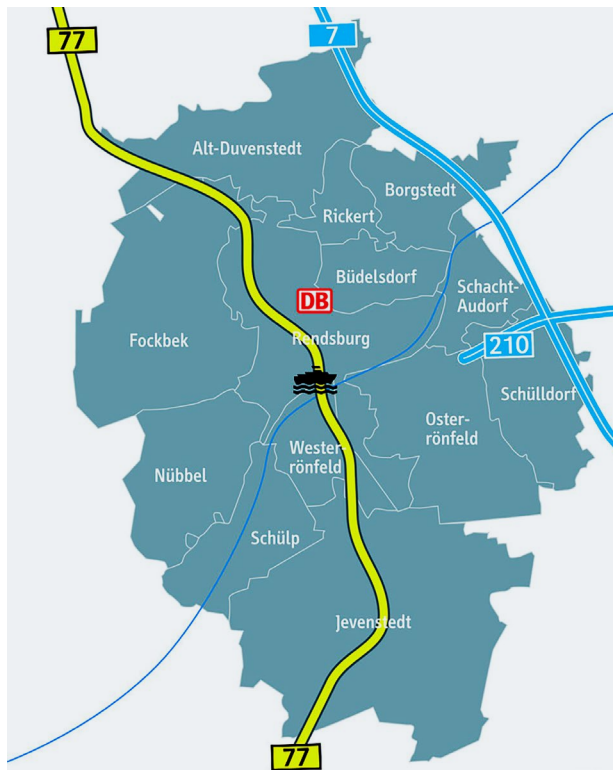 77
7
Alt-Duvenstedt
Borgstedt
Rickert
Büdelsdorf
Schacht-
Audorf
DB
Rendsburg
Fockbek
210
Schülldorf
Oster-
rönfeld
Wester-
rönfeld
Nübbel
Schülp
Jevenstedt
77